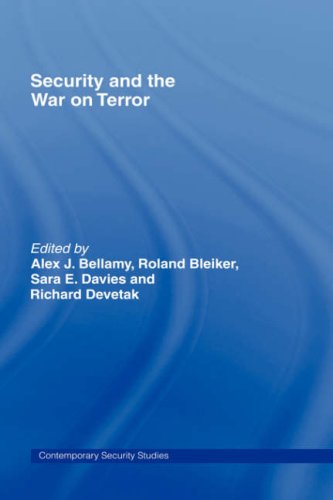 Security and the
War on Terror
Edited by
Alex J. Bellamy, Roland Bleiker,
Sara E. Davies and
Richard Devetak
Contemporary Security Studies